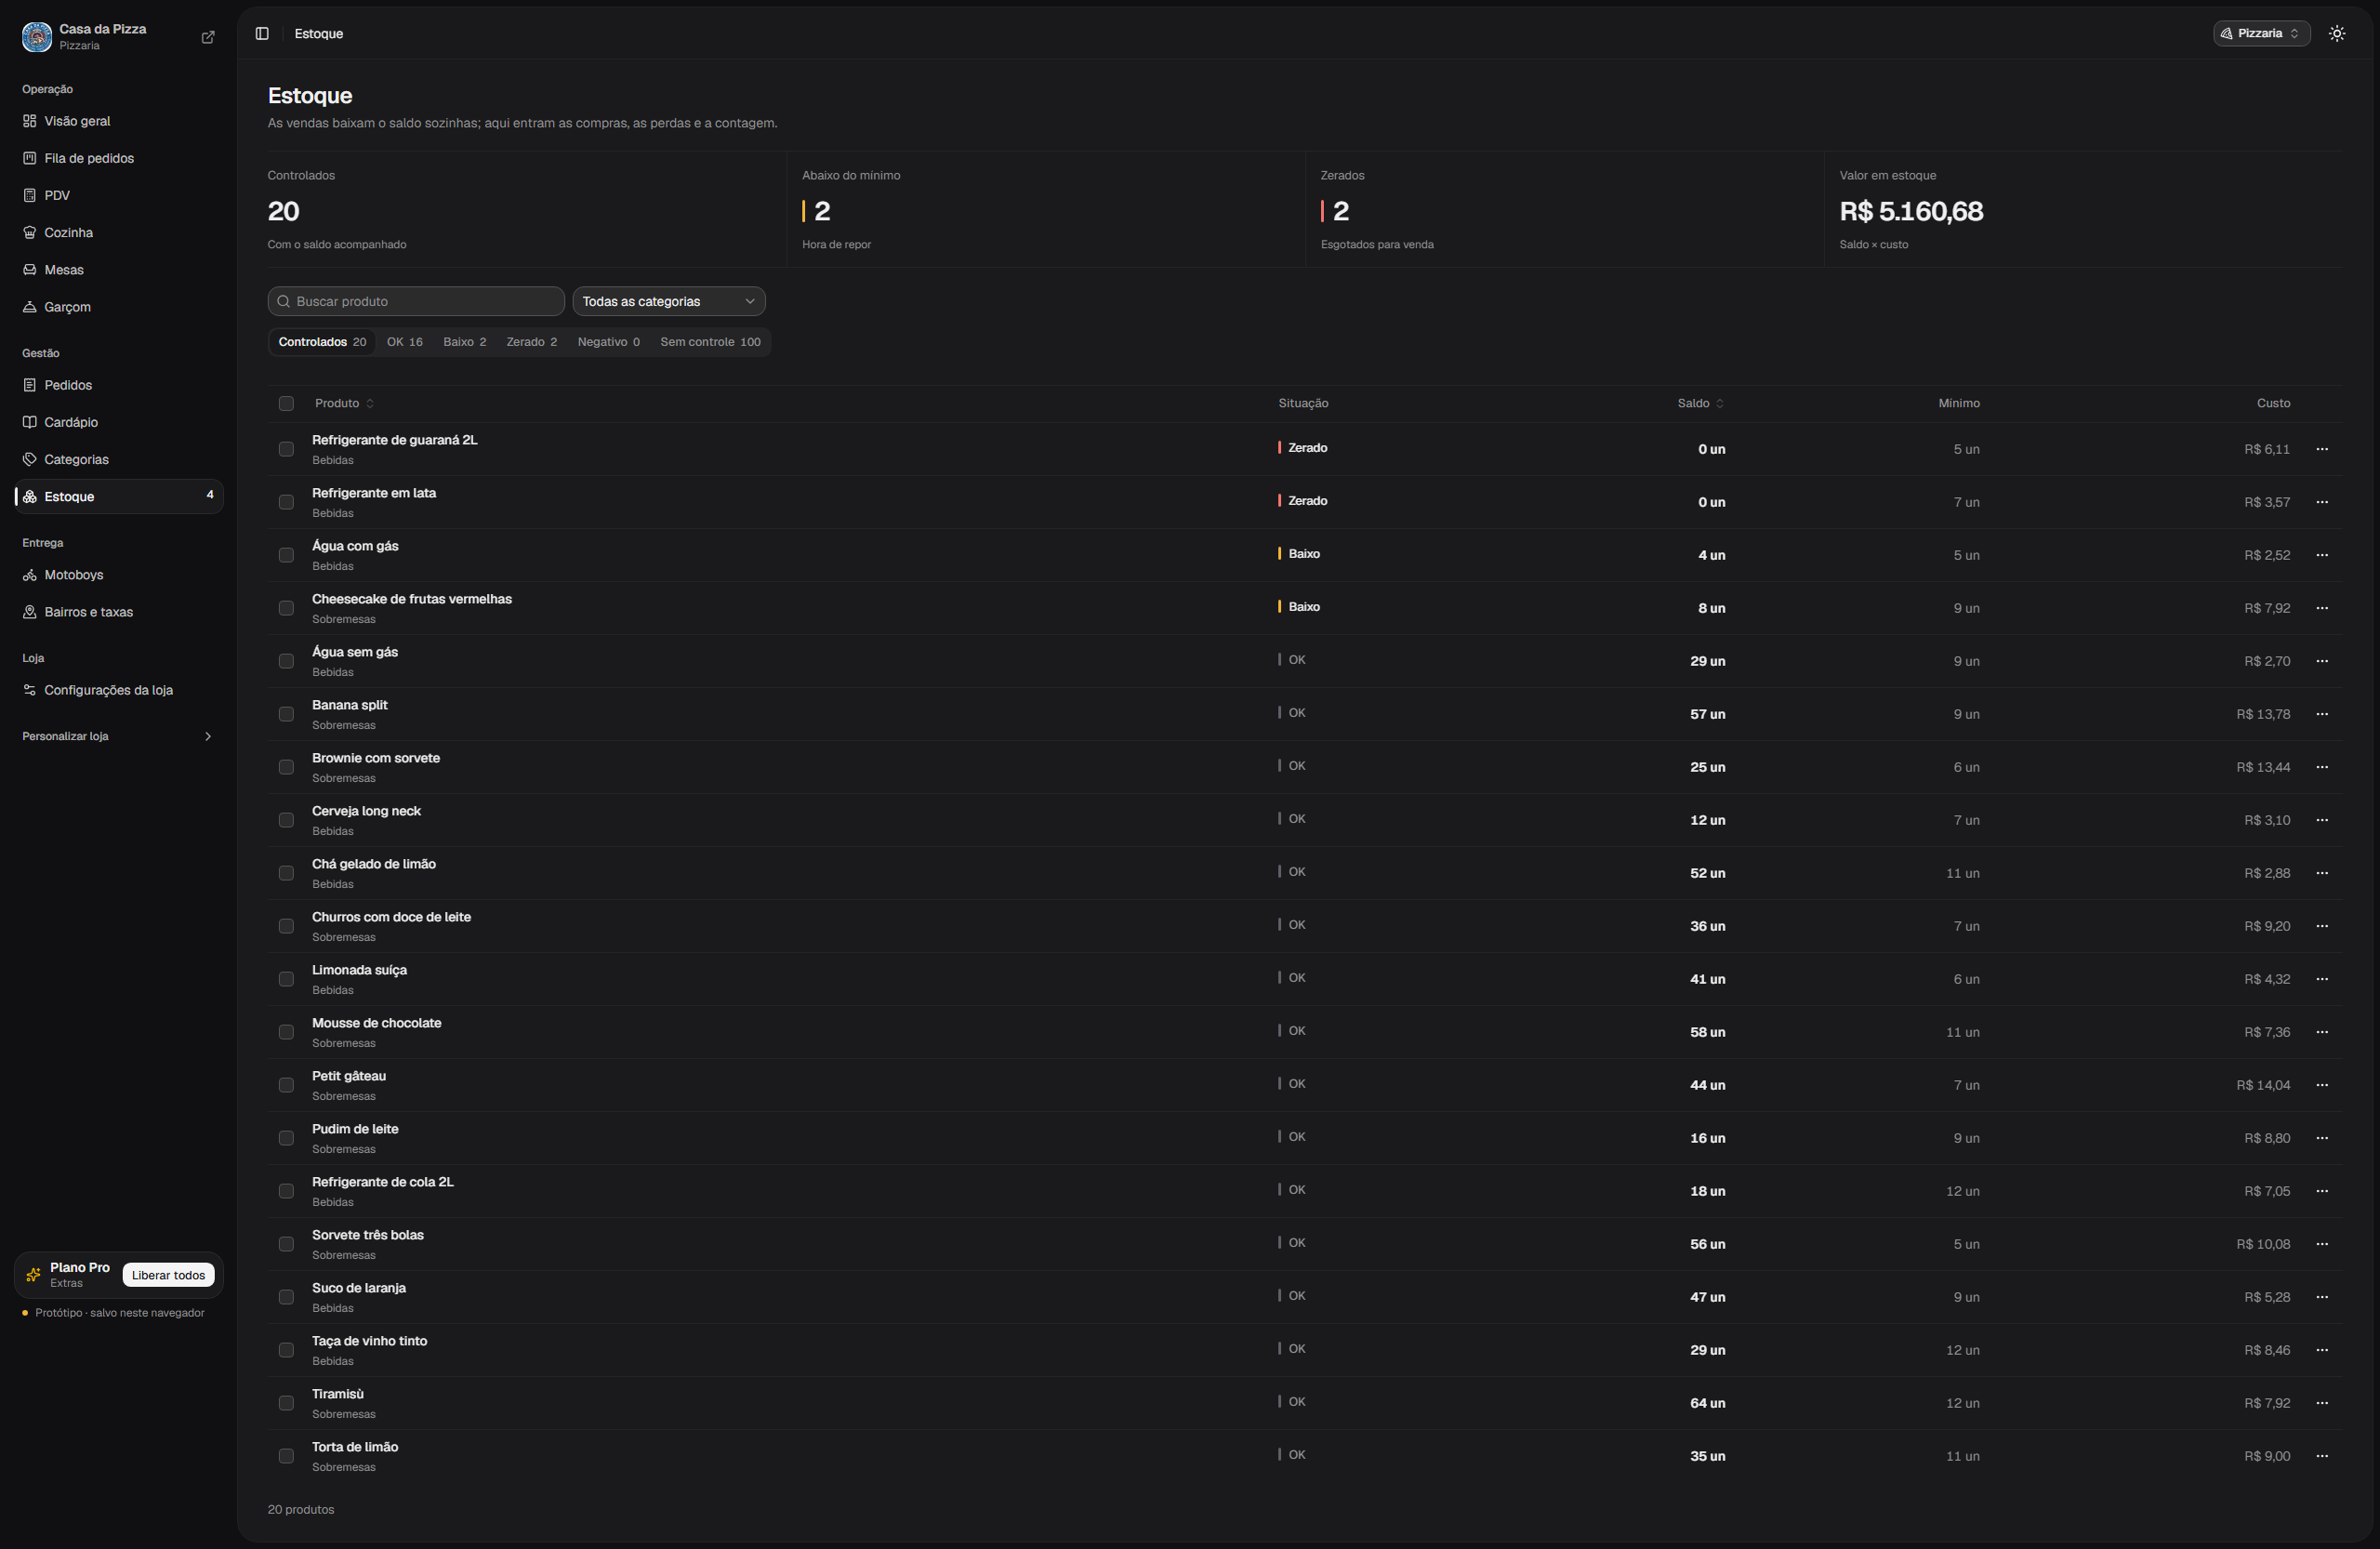 Casa da Pizza
Pizzaria
Operação
Visão geral
Fila de pedidos
PDV
Cozinha
Mesas
Garçom
Gestão
Pedidos
Cardápio
Categorias
Estoque 4
Entrega
Motoboys
Bairros e taxas
Loja
Configurações da loja
Personalizar loja
Plano Pro
Extras
Liberar todos
Protótipo · salvo neste navegador
Estoque
Pizzaria
Estoque
As vendas baixam o saldo sozinhas; aqui entram as compras, as perdas e a contagem.
Controlados
20
Com o saldo acompanhado
Abaixo do mínimo
2
Hora de repor
Zerados
2
Esgotados para venda
Valor em estoque
R$ 5.160,68
Saldo × custo
Buscar produto
Todas as categorias
Controlados 20 OK 16 Baixo 2 Zerado 2 Negativo 0 Sem controle 100
Produto Situação Saldo Mínimo Custo
Refrigerante de guaraná 2L
Bebidas
Zerado 0 un 5 un R$ 6,11
Refrigerante em lata
Bebidas
Zerado 0 un 7 un R$ 3,57
Água com gás
Bebidas
Baixo 4 un 5 un R$ 2,52
Cheesecake de frutas vermelhas
Sobremesas
Baixo 8 un 9 un R$ 7,92
Água sem gás
Bebidas
OK 29 un 9 un R$ 2,70
Banana split
Sobremesas
OK 57 un 9 un R$ 13,78
Brownie com sorvete
Sobremesas
OK 25 un 6 un R$ 13,44
Cerveja long neck
Bebidas
OK 12 un 7 un R$ 3,10
Chá gelado de limão
Bebidas
OK 52 un 11 un R$ 2,88
Churros com doce de leite
Sobremesas
OK 36 un 7 un R$ 9,20
Limonada suíça
Bebidas
OK 41 un 6 un R$ 4,32
Mousse de chocolate
Sobremesas
OK 58 un 11 un R$ 7,36
Petit gâteau
Sobremesas
OK 44 un 7 un R$ 14,04
Pudim de leite
Sobremesas
OK 16 un 9 un R$ 8,80
Refrigerante de cola 2L
Bebidas
OK 18 un 12 un R$ 7,05
Sorvete três bolas
Sobremesas
OK 56 un 5 un R$ 10,08
Suco de laranja
Bebidas
OK 47 un 9 un R$ 5,28
Taça de vinho tinto
Bebidas
OK 29 un 12 un R$ 8,46
Tiramisù
Sobremesas
OK 64 un 12 un R$ 7,92
Torta de limão
Sobremesas
OK 35 un 11 un R$ 9,00
20 produtos